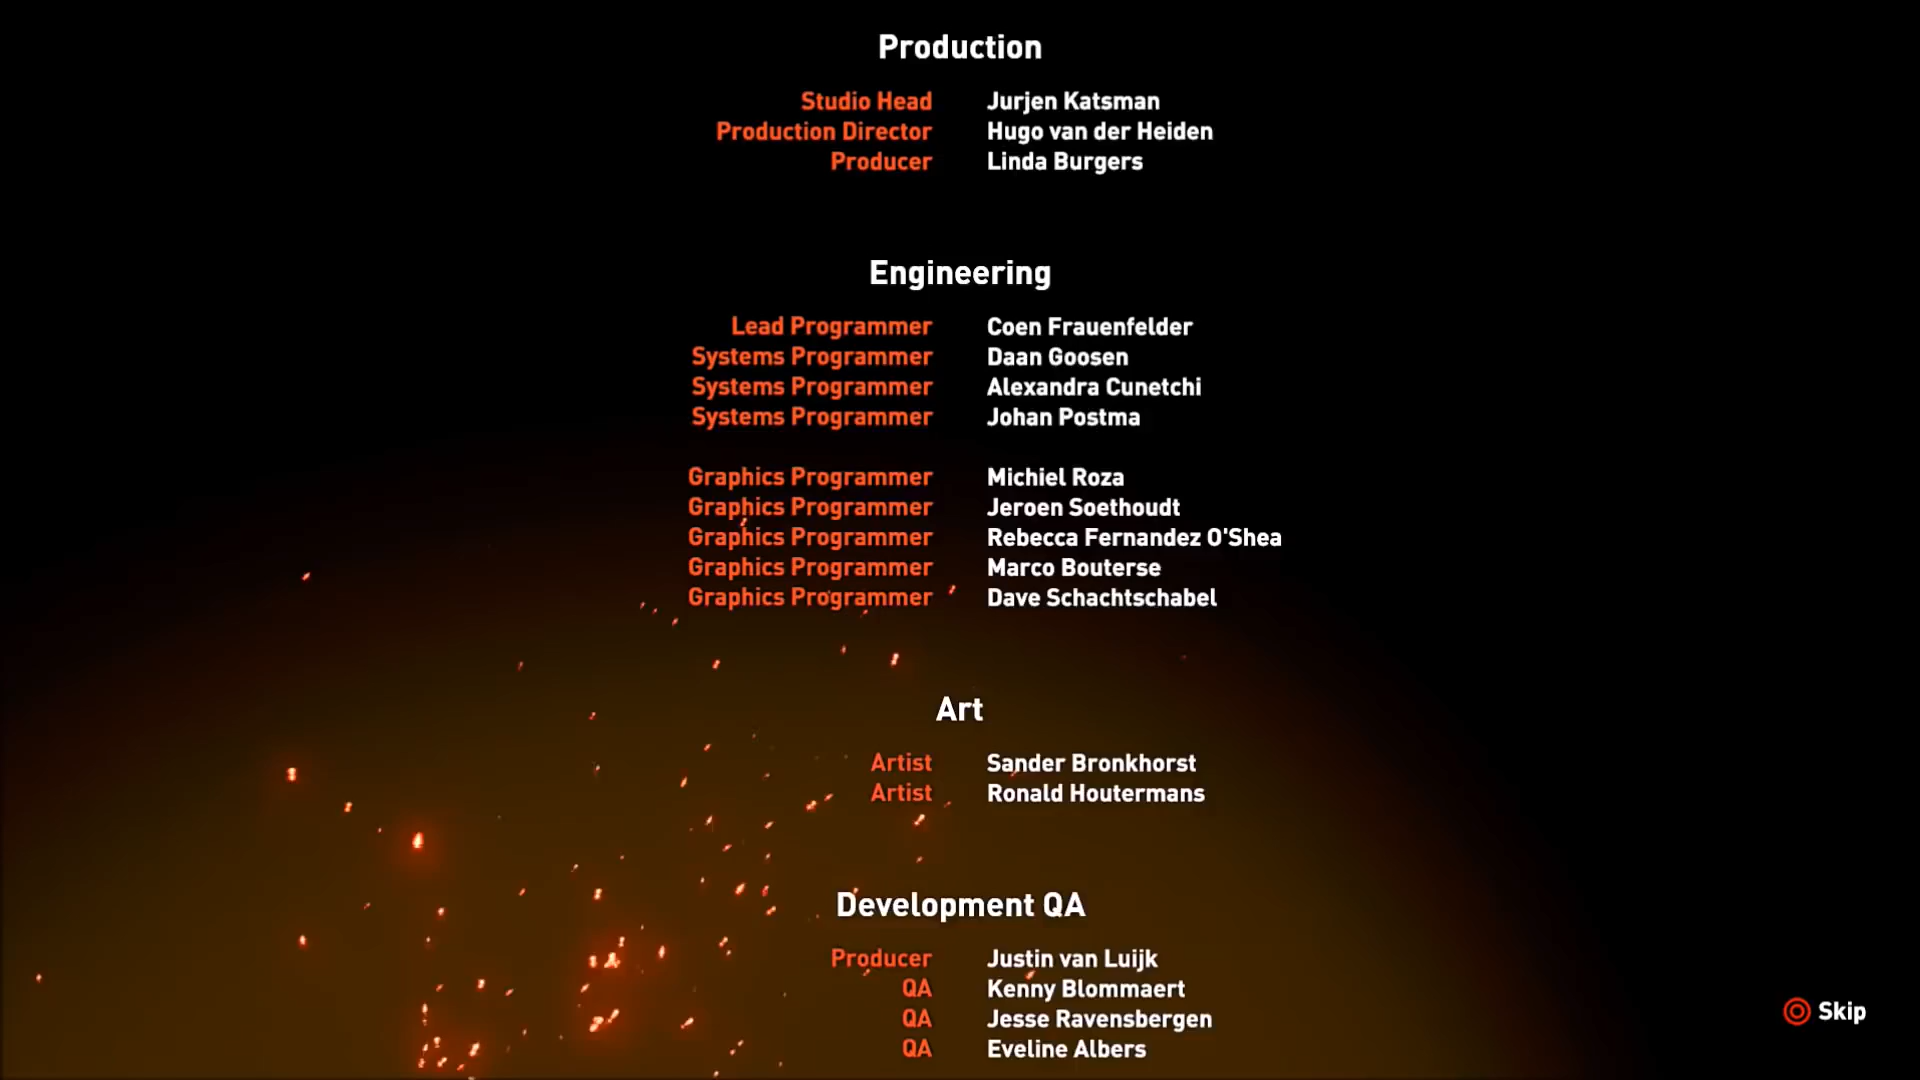 Production
Studio Head Jurjen Katsman
Production Director Hugo van der Heiden
Producer Linda Burgers
Engineering
Lead Programmer Coen Frauenfelder
Systems Programmer Daan Goosen
Systems Programmer Alexandra Cunetchi
Systems Programmer Johan Postma
Graphics Programmer Michiel Roza
Graphics Programmer Jeroen Soethoudt
Graphics Programmer Rebecca Fernandez O'Shea
Graphics Programmer Marco Bouterse
Graphics Programmer Dave Schachtschabel
Art
Artist Sander Bronkhorst
Artist Ronald Houtermans
Development QA
Producer Justin van Luijk
QA Kenny Blommaert
QA Jesse Ravensbergen
QA Eveline Albers
Skip